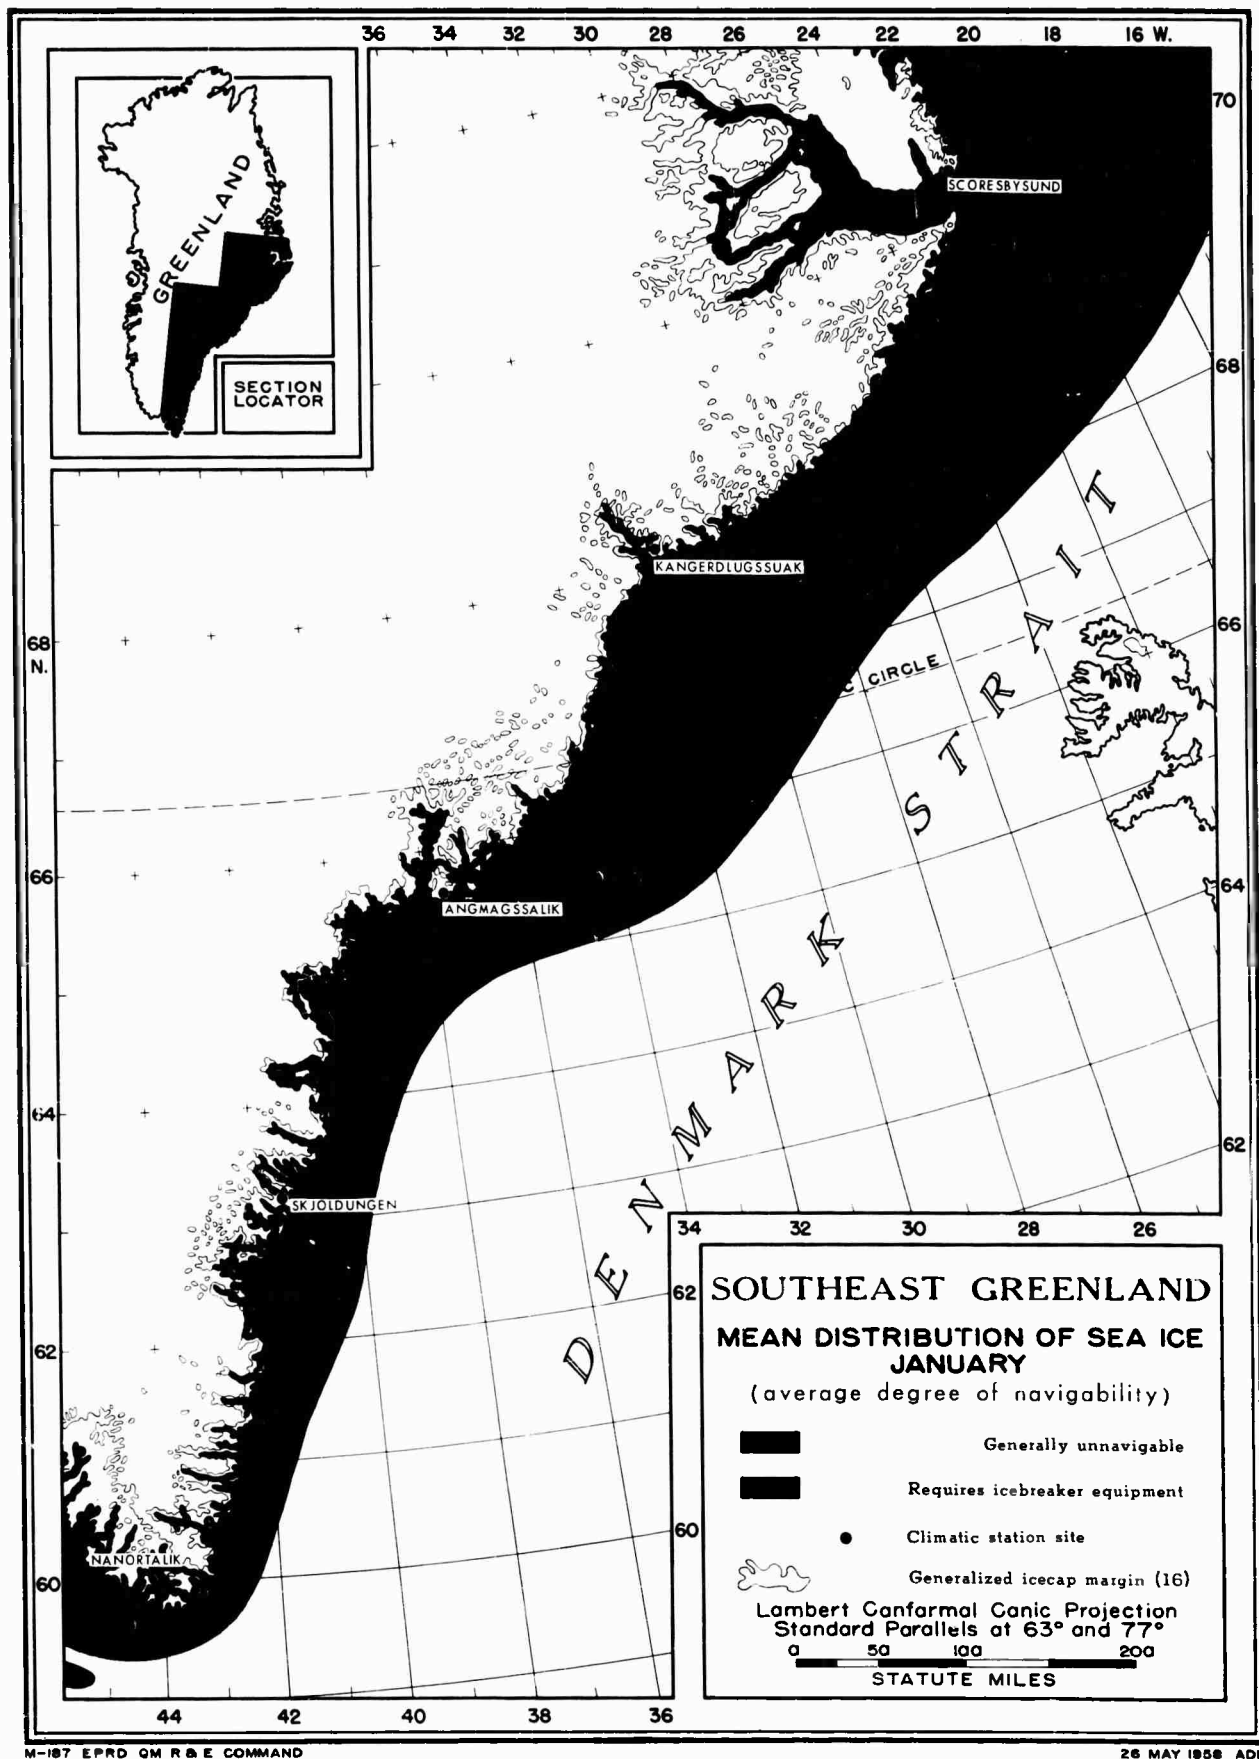 36 34 32 30 28 26 24 22 20 18 16 W.
GREENLAND
SECTION
LOCATOR
70
SCORESBYSUND
68
KANGERDLUGSSUAK
66
68
N.
C CIRCLE
66
64
ANGMAGSSALIK
DENMARK STRAIT
64
62
SKJOLDUNGEN
34 32 30 28 26
62
62
60
NANORTALIK
60
44 42 40 38 36
SOUTHEAST GREENLAND
MEAN DISTRIBUTION OF SEA ICE
JANUARY
(average degree of navigability)
Generally unnavigable
Requires icebreaker equipment
Climatic station site
Generalized icecap margin (16)
Lambert Conformal Conic Projection
Standard Parallels at 63° and 77°
0 50 100 200
STATUTE MILES
M-187 EPRD QM R & E COMMAND
26 MAY 1958 AD